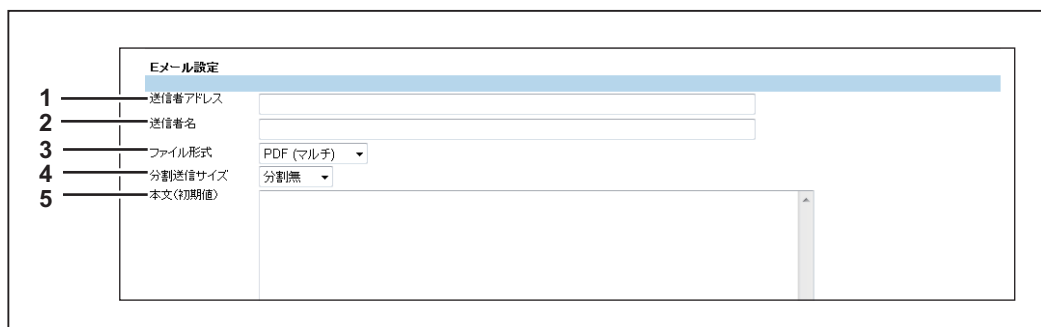 Eメール設定
1 送信者アドレス
2 送信者名
3 ファイル形式 PDF (マルチ)
4 分割送信サイズ 分割無
5 本文(初期値)